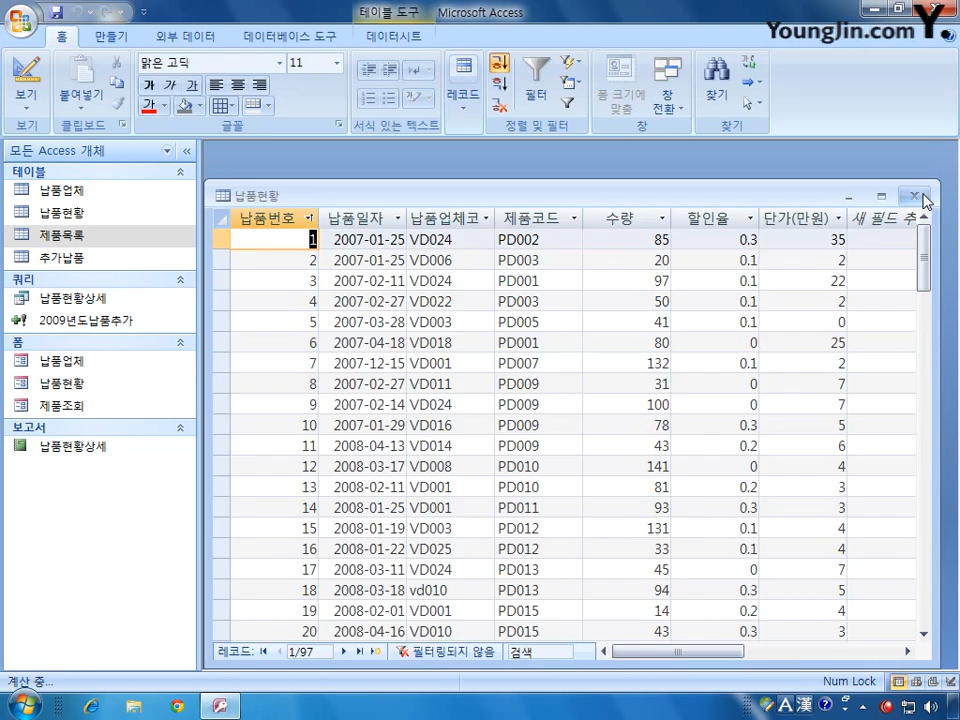 테이블 도구 Microsoft Access
YoungJin.com Y.
홈 만들기 외부 데이터 데이터베이스 도구 데이터시트
맑은 고딕 11
보기 붙여넣기 가 가 가 가 레코드 필터 폼 크기에 맞춤 창 전환 찾기
보기 클립보드 글꼴 서식 있는 텍스트 정렬 및 필터 창 찾기
모든 Access 개체
테이블
납품업체
납품현황
제품목록
추가납품
쿼리
납품현황상세
2009년도납품추가
폼
납품업체
납품현황
제품조회
보고서
납품현황상세
납품현황
납품번호 납품일자 납품업체코 제품코드 수량 할인율 단가(만원) 새 필드 추
1 2007-01-25 VD024 PD002 85 0.3 35
2 2007-01-25 VD006 PD003 20 0.1 2
3 2007-02-11 VD024 PD001 97 0.1 22
4 2007-02-27 VD022 PD003 50 0.1 2
5 2007-03-28 VD003 PD005 41 0.1 0
6 2007-04-18 VD018 PD001 80 0 25
7 2007-12-15 VD001 PD007 132 0.1 2
8 2007-02-27 VD011 PD009 31 0 7
9 2007-02-14 VD024 PD009 100 0 7
10 2007-01-29 VD016 PD009 78 0.3 5
11 2008-04-13 VD014 PD009 43 0.2 6
12 2008-03-17 VD008 PD010 141 0 4
13 2008-02-11 VD001 PD010 81 0.2 3
14 2008-01-25 VD001 PD011 93 0.3 3
15 2008-01-19 VD003 PD012 131 0.1 4
16 2008-01-22 VD025 PD012 33 0.1 4
17 2008-03-11 VD024 PD013 45 0 7
18 2008-03-18 vd010 PD013 94 0.3 5
19 2008-02-01 VD001 PD015 14 0.2 4
20 2008-04-16 VD010 PD015 43 0.3 3
레코드: 1/97 필터링되지 않음 검색
계산 중... Num Lock
A 漢